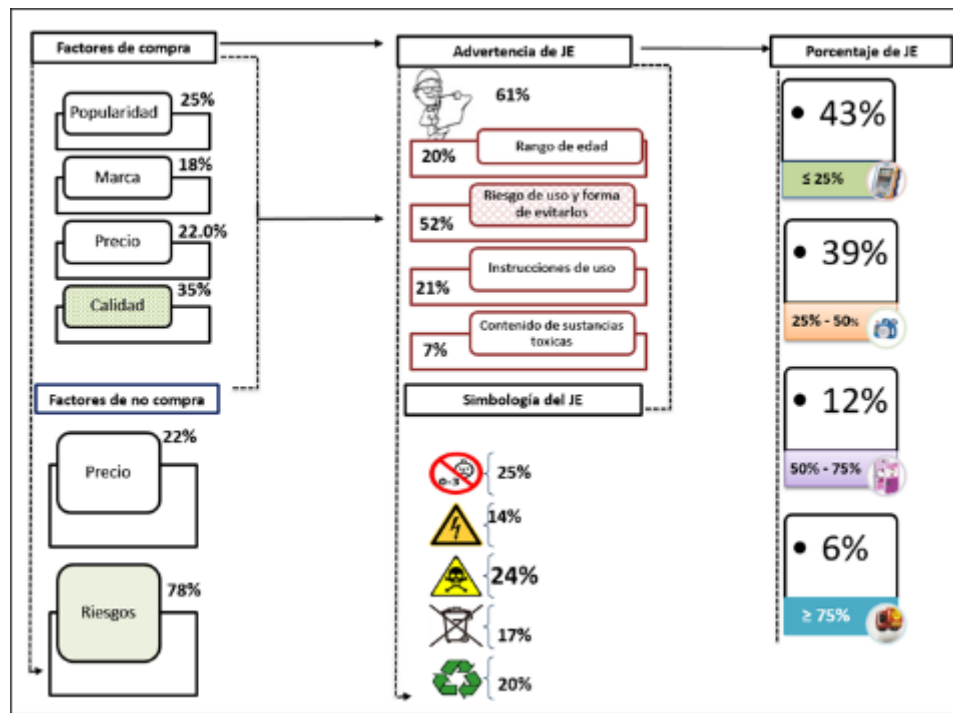 Factores de compra
Popularidad
25%
Marca
18%
Precio
22.0%
Calidad
35%
Factores de no compra
Precio
22%
Riesgos
78%
Advertencia de JE
61%
20%
Rango de edad
52%
Riesgo de uso y forma
de evitarlos
21%
Instrucciones de uso
7%
Contenido de sustancias
toxicas
Simbología del JE
0-3
25%
14%
24%
17%
20%
Porcentaje de JE
• 43%
≤ 25%
• 39%
25% - 50%
• 12%
50% - 75%
• 6%
≥ 75%